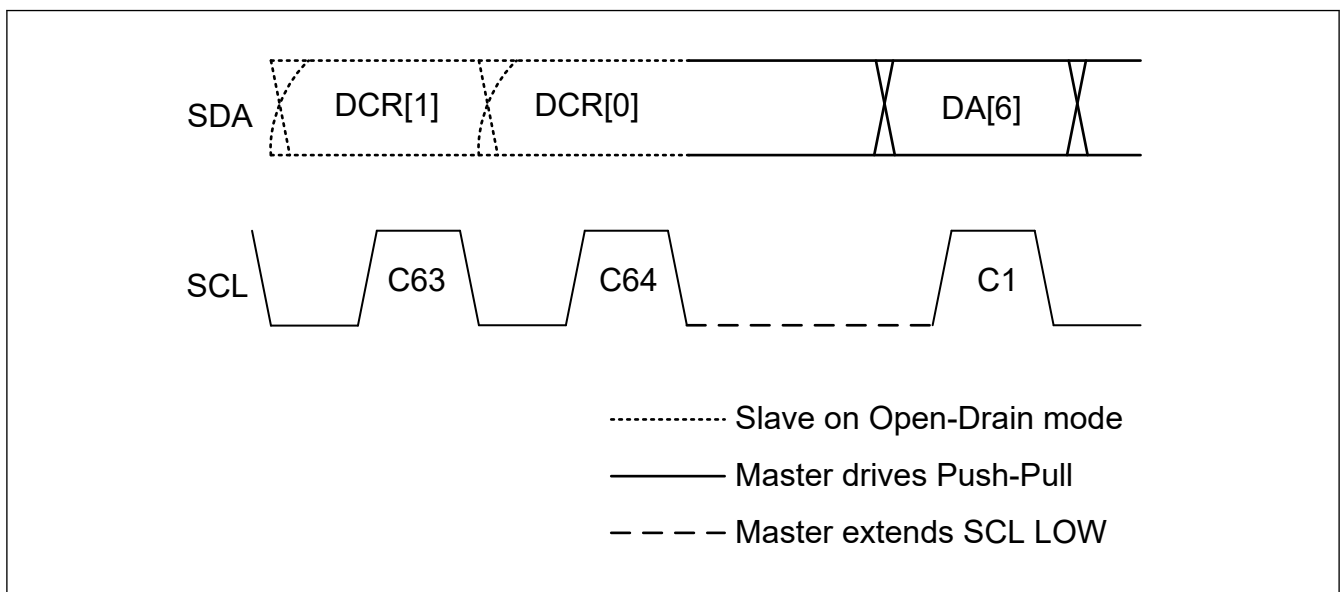 SDA DCR[1] DCR[0] DA[6]
SCL C63 C64 C1
Slave on Open-Drain mode
Master drives Push-Pull
Master extends SCL LOW